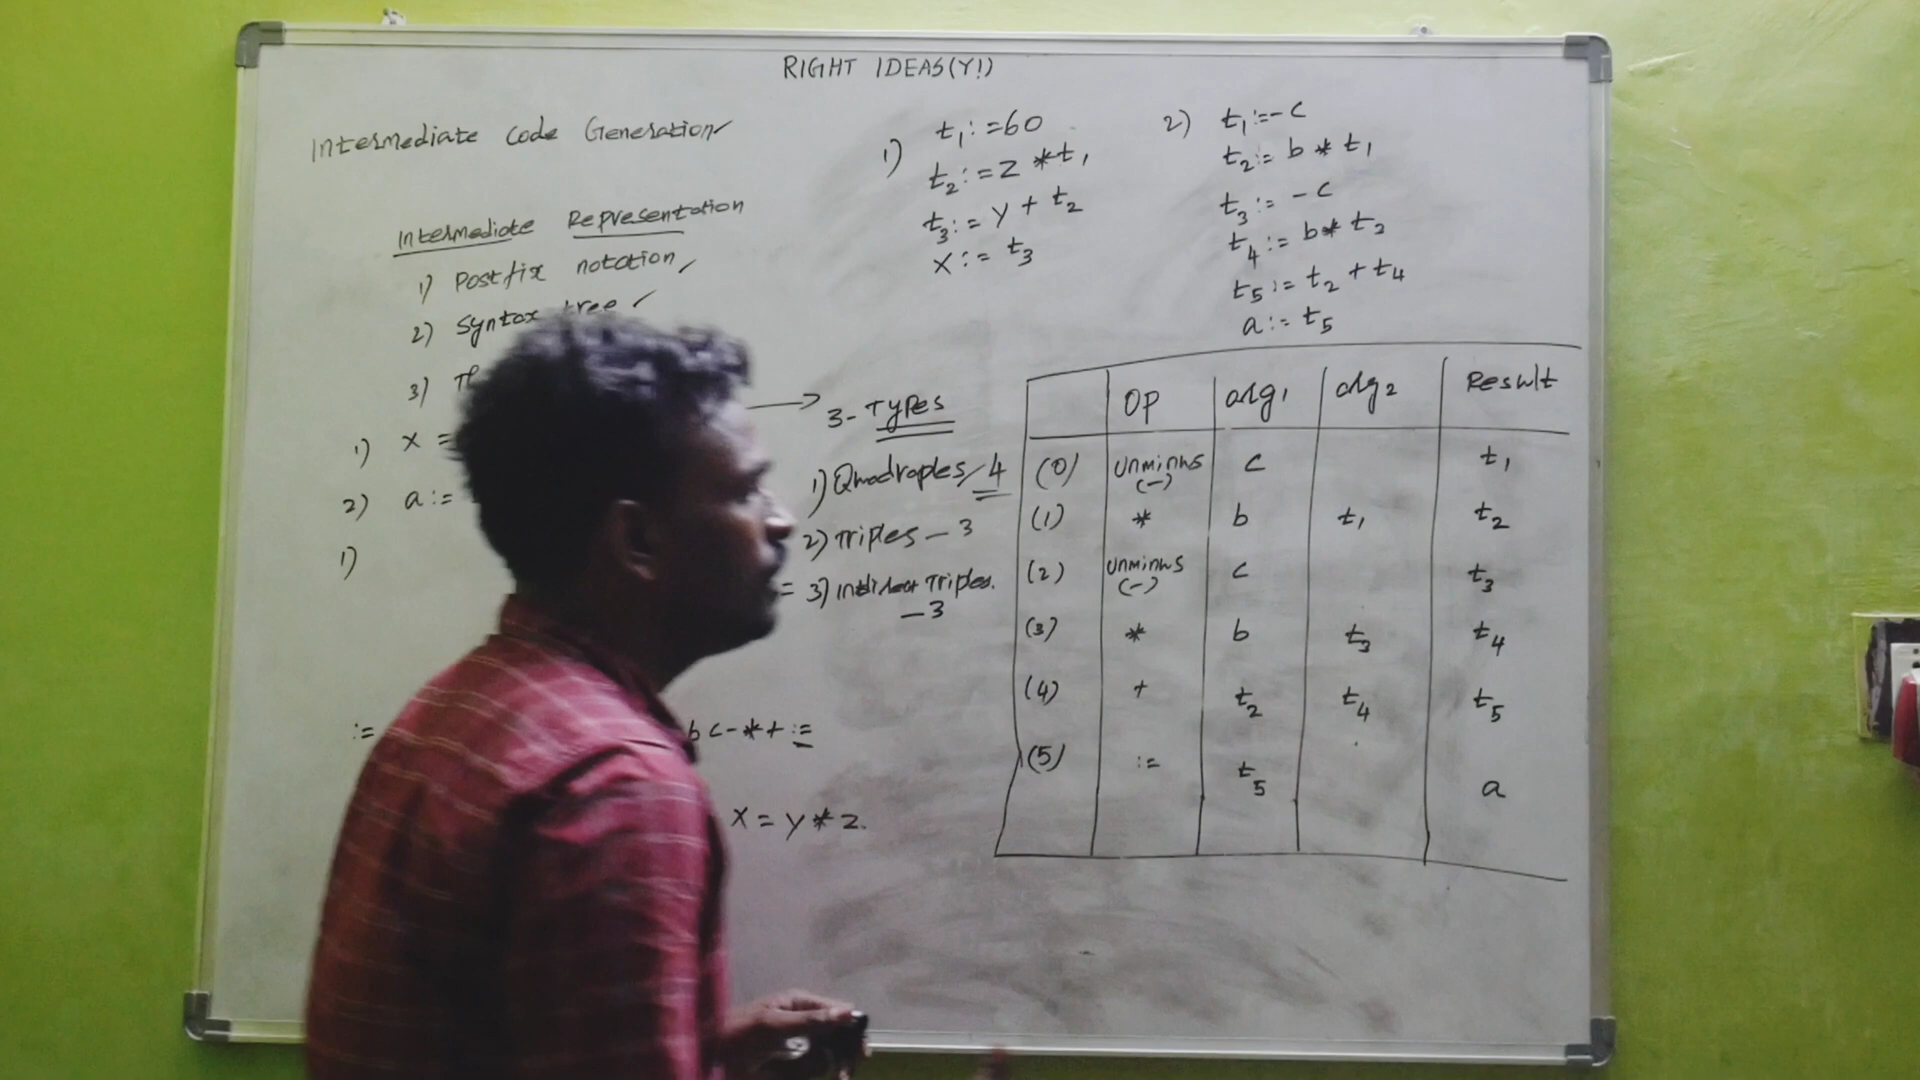 RIGHT IDEAS(Y!)
Intermediate Code Generation
Intermediate Representation
1) Postfix notation
2) Syntax tree
3)
1) x =
2) a :=
1)
:=
b c - * + :=
x = y * z.
1) t1 := 60
t2 := z * t1
t3 := y + t2
x := t3
2) t1 := - c
t2 := b * t1
t3 := - c
t4 := b * t3
t5 := t2 + t4
a := t5
→ 3 - Types
1) Quadraples 4
2) Triples - 3
= 3) Indirect Triples.
- 3
OP arg1 arg2 Result
(0) unminus (-) c t1
(1) * b t1 t2
(2) unminus (-) c t3
(3) * b t3 t4
(4) + t2 t4 t5
(5) := t5 a